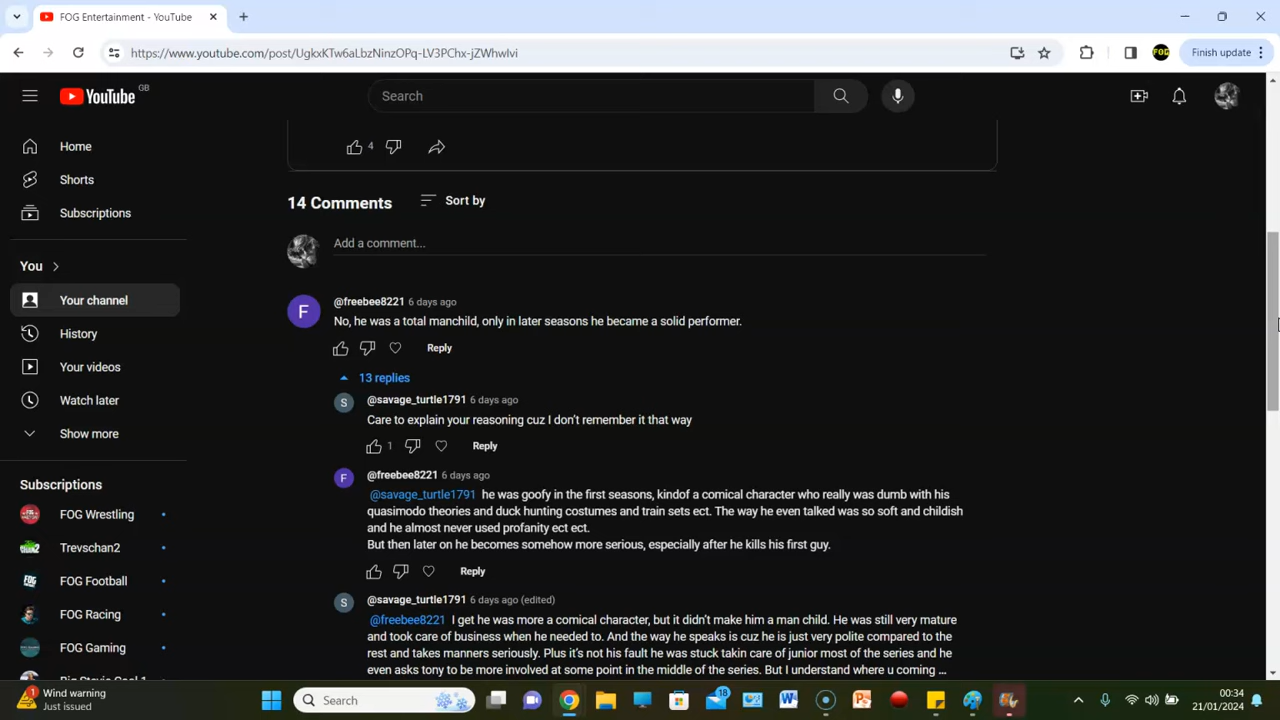 FOG Entertainment - YouTube
https://www.youtube.com/post/UgkxKTw6aLbzNinzOPq-LV3PChx-jZWhwIvi
FOG
Finish update
YouTube GB
Search
4
Home
Shorts
Subscriptions
You
Your channel
History
Your videos
Watch later
Show more
Subscriptions
FOG Wrestling
Trevschan2
FOG Football
FOG Racing
FOG Gaming
14 Comments
Sort by
Add a comment...
F
@freebee8221 6 days ago
No, he was a total manchild, only in later seasons he became a solid performer.
Reply
13 replies
S
@savage_turtle1791 6 days ago
Care to explain your reasoning cuz I don't remember it that way
1
Reply
F
@freebee8221 6 days ago
@savage_turtle1791 he was goofy in the first seasons, kindof a comical character who really was dumb with his
quasimodo theories and duck hunting costumes and train sets ect. The way he even talked was so soft and childish
and he almost never used profanity ect ect.
But then later on he becomes somehow more serious, especially after he kills his first guy.
Reply
S
@savage_turtle1791 6 days ago (edited)
@freebee8221 I get he was more a comical character, but it didn't make him a man child. He was still very mature
and took care of business when he needed to. And the way he speaks is cuz he is just very polite compared to the
rest and takes manners seriously. Plus it's not his fault he was stuck takin care of junior most of the series and he
even asks tony to be more involved at some point in the middle of the series. But I understand where u coming ...
1
Wind warning
Just issued
Search
18
00:34
21/01/2024